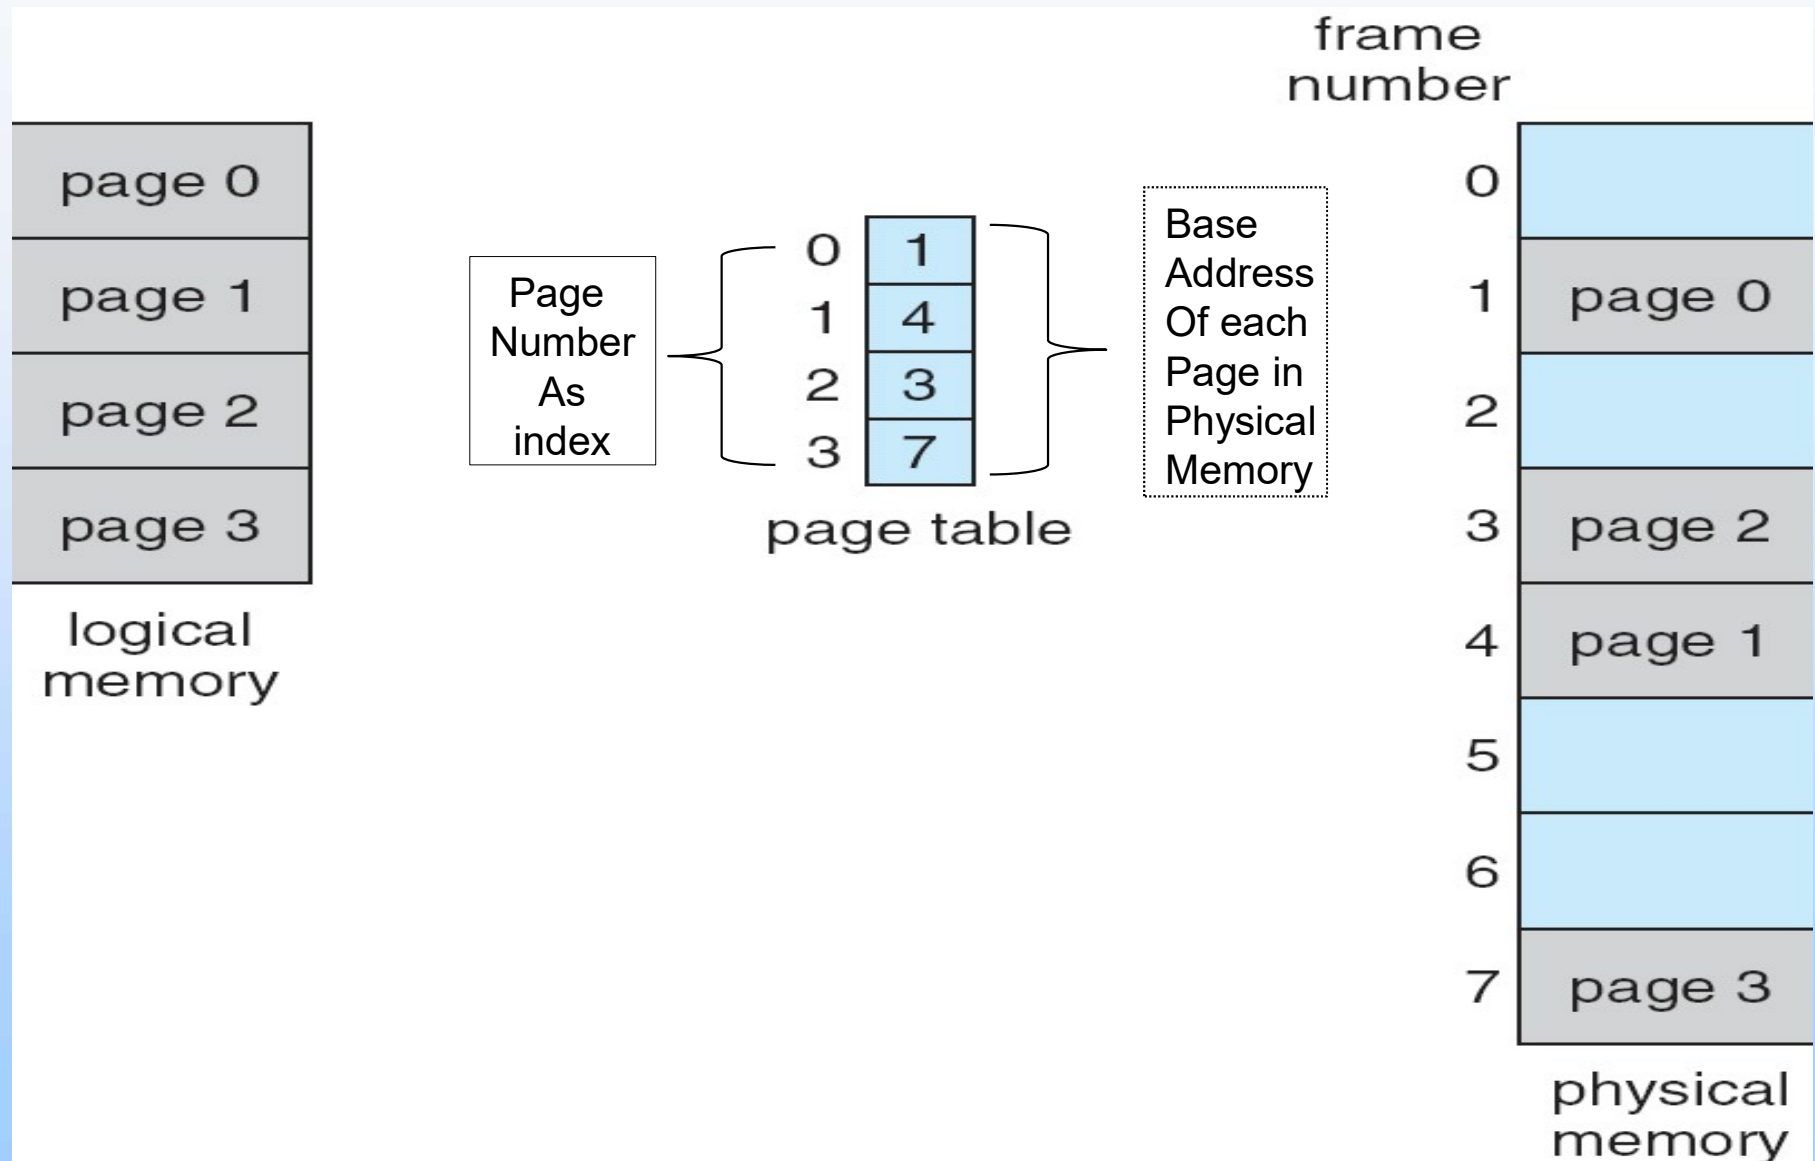 page 0
page 1
page 2
page 3
logical
memory
Page
Number
As
index
0 1
1 4
2 3
3 7
page table
Base
Address
Of each
Page in
Physical
Memory
frame
number
0
1 page 0
2
3 page 2
4 page 1
5
6
7 page 3
physical
memory